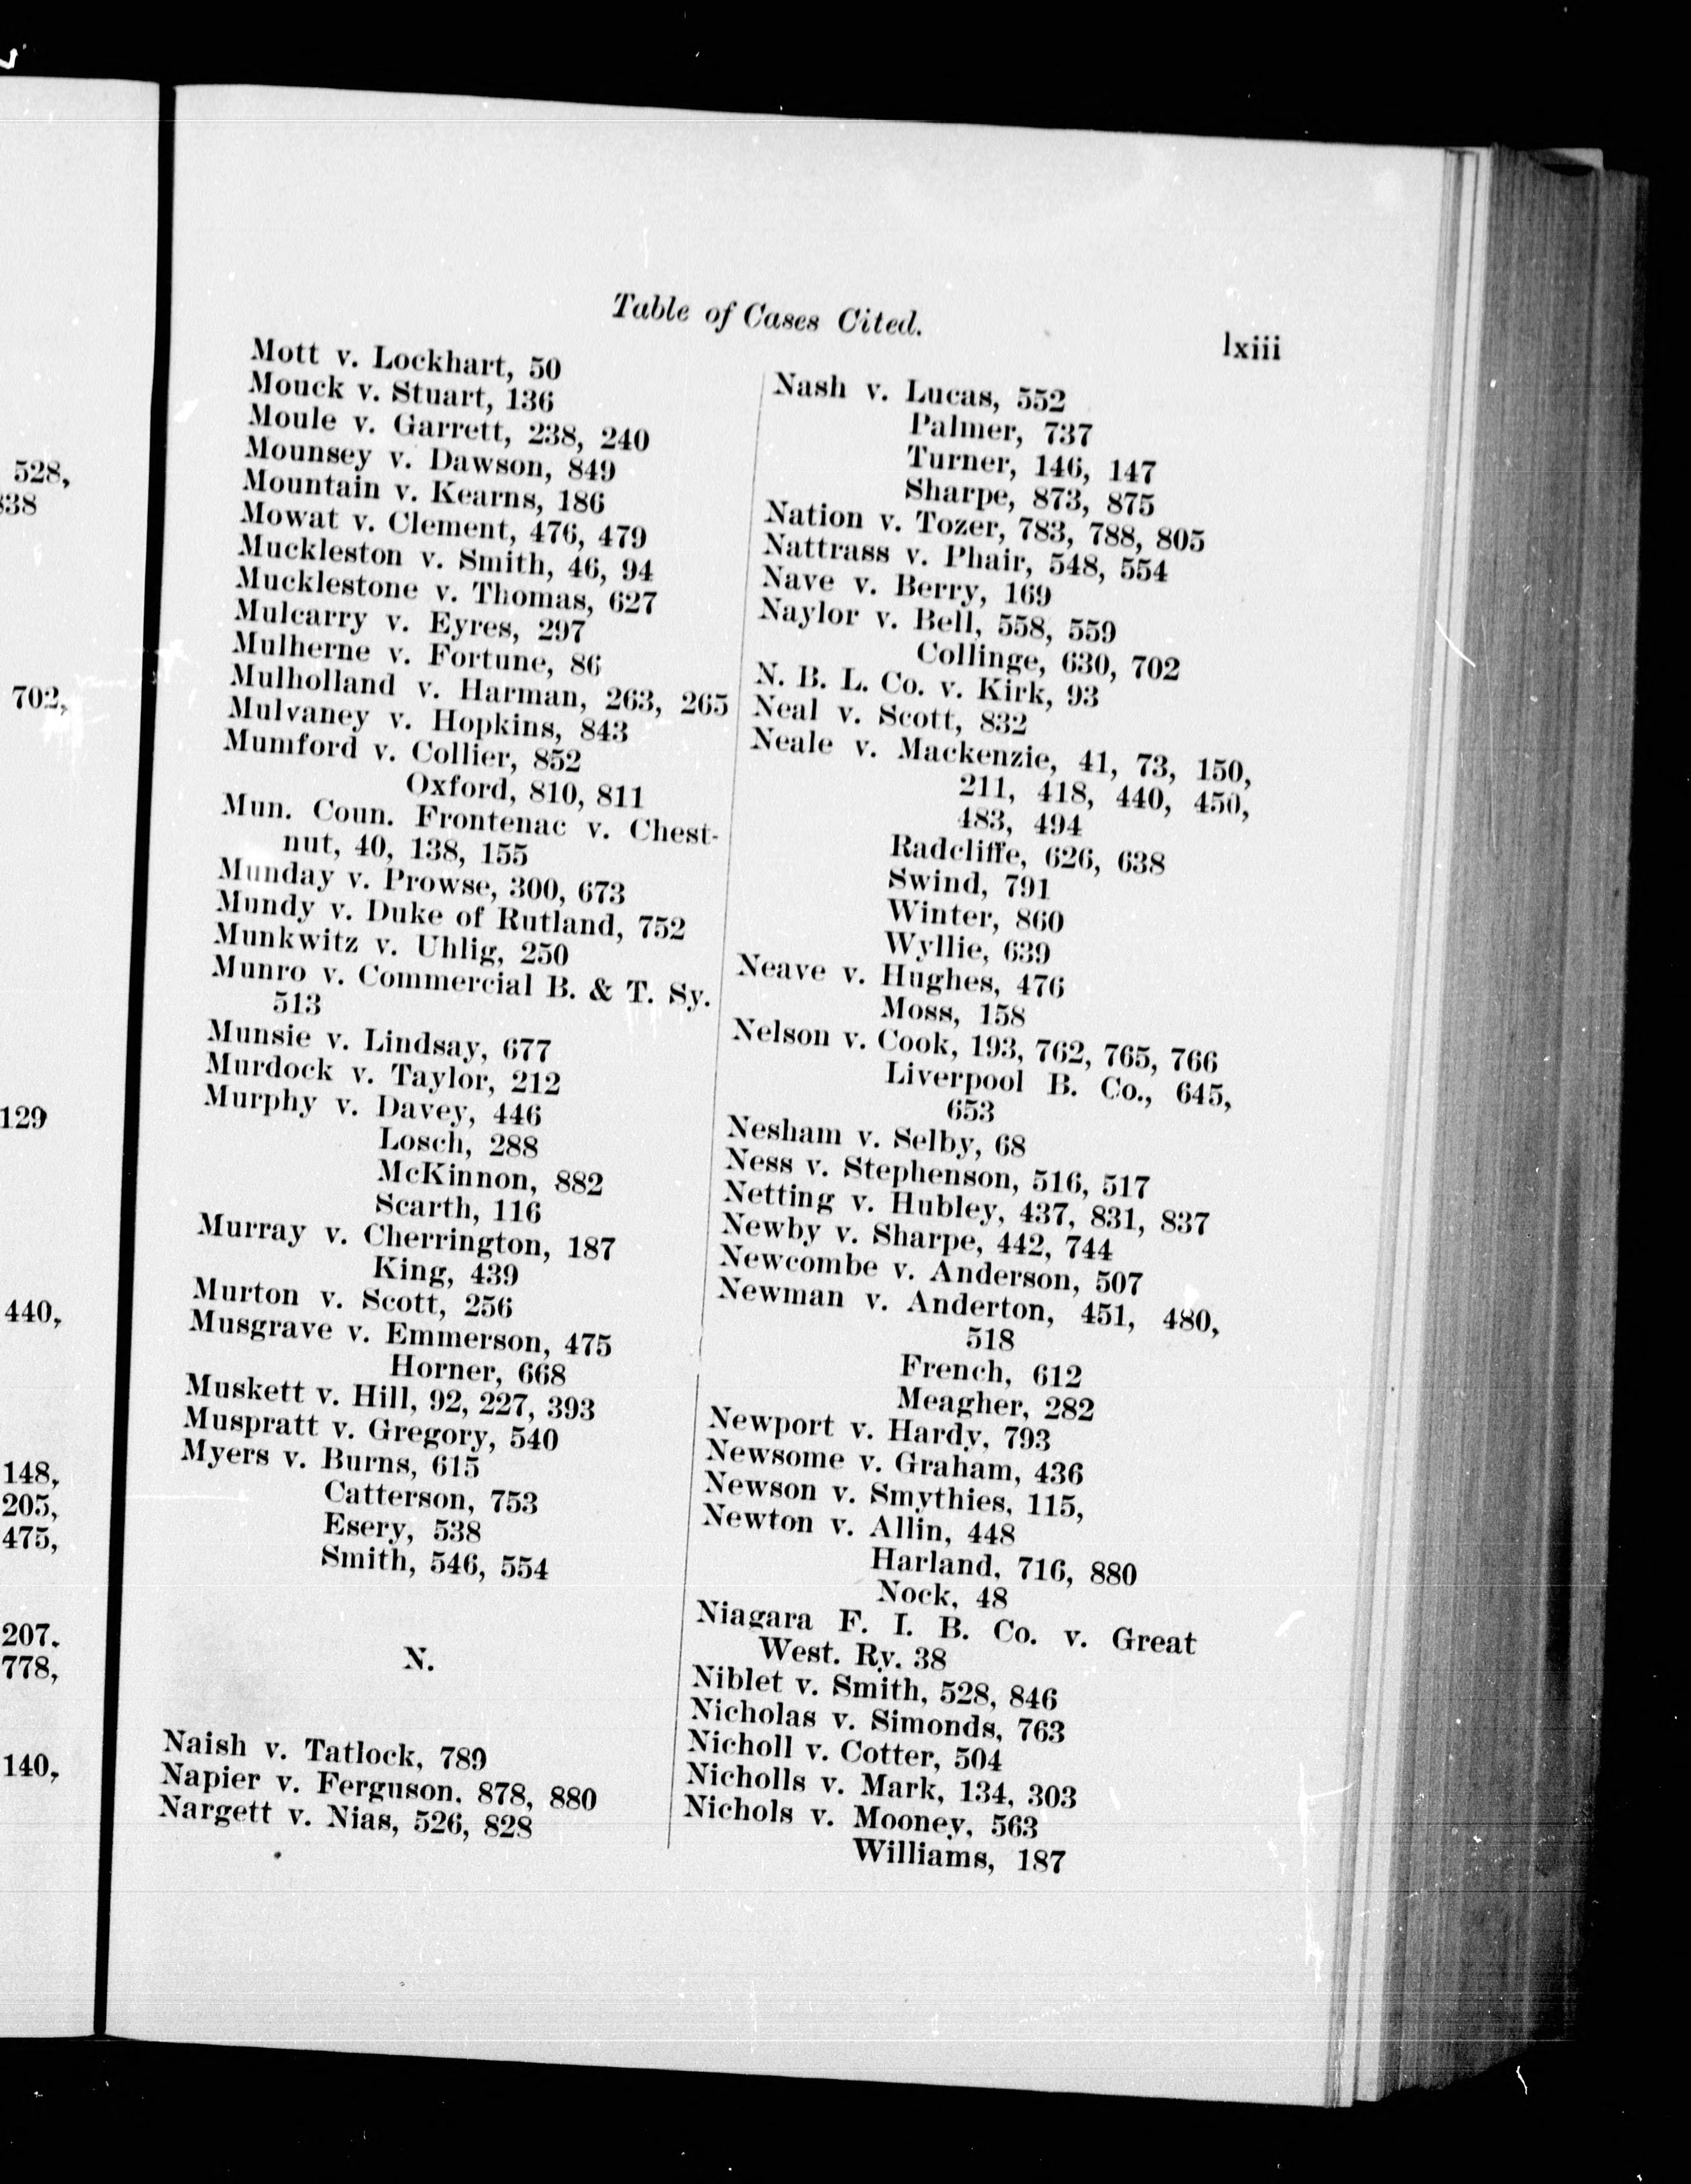 528,
838
702,
129
440,
148,
205,
475,
207.
778,
140,
Table of Cases Cited.
lxiii
Mott v. Lockhart, 50
Mouck v. Stuart, 136
Moule v. Garrett, 238, 240
Mounsey v. Dawson, 849
Mountain v. Kearns, 186
Mowat v. Clement, 476, 479
Muckleston v. Smith, 46, 94
Mucklestone v. Thomas, 627
Mulcarry v. Eyres, 297
Mulherne v. Fortune, 86
Mulholland v. Harman, 263, 265
Mulvaney v. Hopkins, 843
Mumford v. Collier, 852
Oxford, 810, 811
Mun. Coun. Frontenac v. Chest-
nut, 40, 138, 155
Munday v. Prowse, 300, 673
Mundy v. Duke of Rutland, 752
Munkwitz v. Uhlig, 250
Munro v. Commercial B. & T. Sy.
513
Munsie v. Lindsay, 677
Murdock v. Taylor, 212
Murphy v. Davey, 446
Losch, 288
McKinnon, 882
Scarth, 116
Murray v. Cherrington, 187
King, 439
Murton v. Scott, 256
Musgrave v. Emmerson, 475
Horner, 668
Muskett v. Hill, 92, 227, 393
Muspratt v. Gregory, 540
Myers v. Burns, 615
Catterson, 753
Esery, 538
Smith, 546, 554
N.
Naish v. Tatlock, 789
Napier v. Ferguson. 878, 880
Nargett v. Nias, 526, 828
Nash v. Lucas, 552
Palmer, 737
Turner, 146, 147
Sharpe, 873, 875
Nation v. Tozer, 783, 788, 805
Nattrass v. Phair, 548, 554
Nave v. Berry, 169
Naylor v. Bell, 558, 559
Collinge, 630, 702
N. B. L. Co. v. Kirk, 93
Neal v. Scott, 832
Neale v. Mackenzie, 41, 73, 150,
211, 418, 440, 450,
483, 494
Radcliffe, 626, 638
Swind, 791
Winter, 860
Wyllie, 639
Neave v. Hughes, 476
Moss, 158
Nelson v. Cook, 193, 762, 765, 766
Liverpool B. Co., 645,
653
Nesham v. Selby, 68
Ness v. Stephenson, 516, 517
Netting v. Hubley, 437, 831, 837
Newby v. Sharpe, 442, 744
Newcombe v. Anderson, 507
Newman v. Anderton, 451, 480,
518
French, 612
Meagher, 282
Newport v. Hardy, 793
Newsome v. Graham, 436
Newson v. Smythies, 115,
Newton v. Allin, 448
Harland, 716, 880
Nock, 48
Niagara F. I. B. Co. v. Great
West. Ry. 38
Niblet v. Smith, 528, 846
Nicholas v. Simonds, 763
Nicholl v. Cotter, 504
Nicholls v. Mark, 134, 303
Nichols v. Mooney, 563
Williams, 187